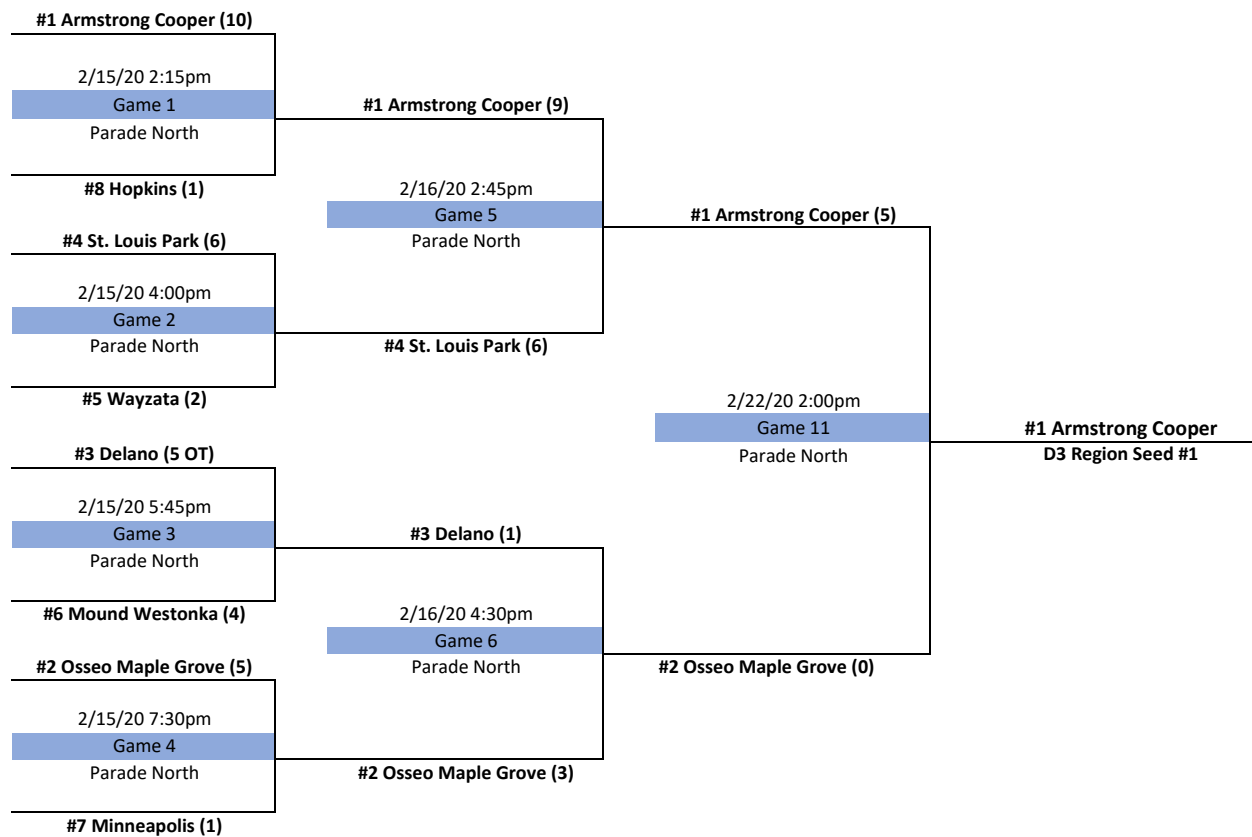 #1 Armstrong Cooper (10)
2/15/20 2:15pm
Game 1
Parade North
#8 Hopkins (1)
#1 Armstrong Cooper (9)
2/16/20 2:45pm
Game 5
Parade North
#4 St. Louis Park (6)
#4 St. Louis Park (6)
2/15/20 4:00pm
Game 2
Parade North
#5 Wayzata (2)
#1 Armstrong Cooper (5)
2/22/20 2:00pm
Game 11
Parade North
#2 Osseo Maple Grove (0)
#1 Armstrong Cooper
D3 Region Seed #1
#3 Delano (5 OT)
2/15/20 5:45pm
Game 3
Parade North
#6 Mound Westonka (4)
#3 Delano (1)
2/16/20 4:30pm
Game 6
Parade North
#2 Osseo Maple Grove (3)
#2 Osseo Maple Grove (5)
2/15/20 7:30pm
Game 4
Parade North
#7 Minneapolis (1)